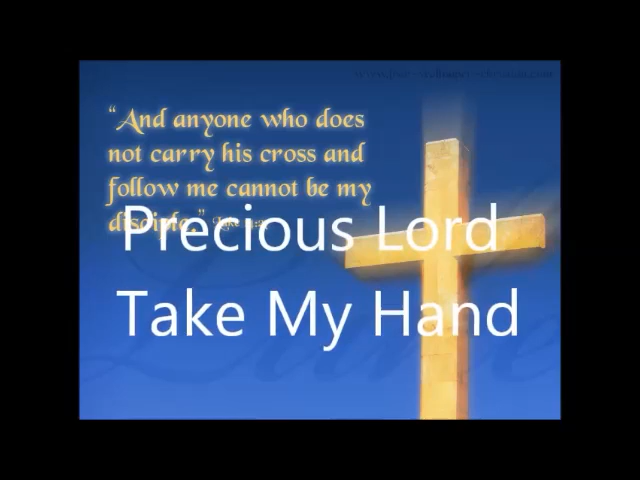 “And anyone who does
not carry his cross and
follow me cannot be my
disciple.”
Precious Lord
Take My Hand